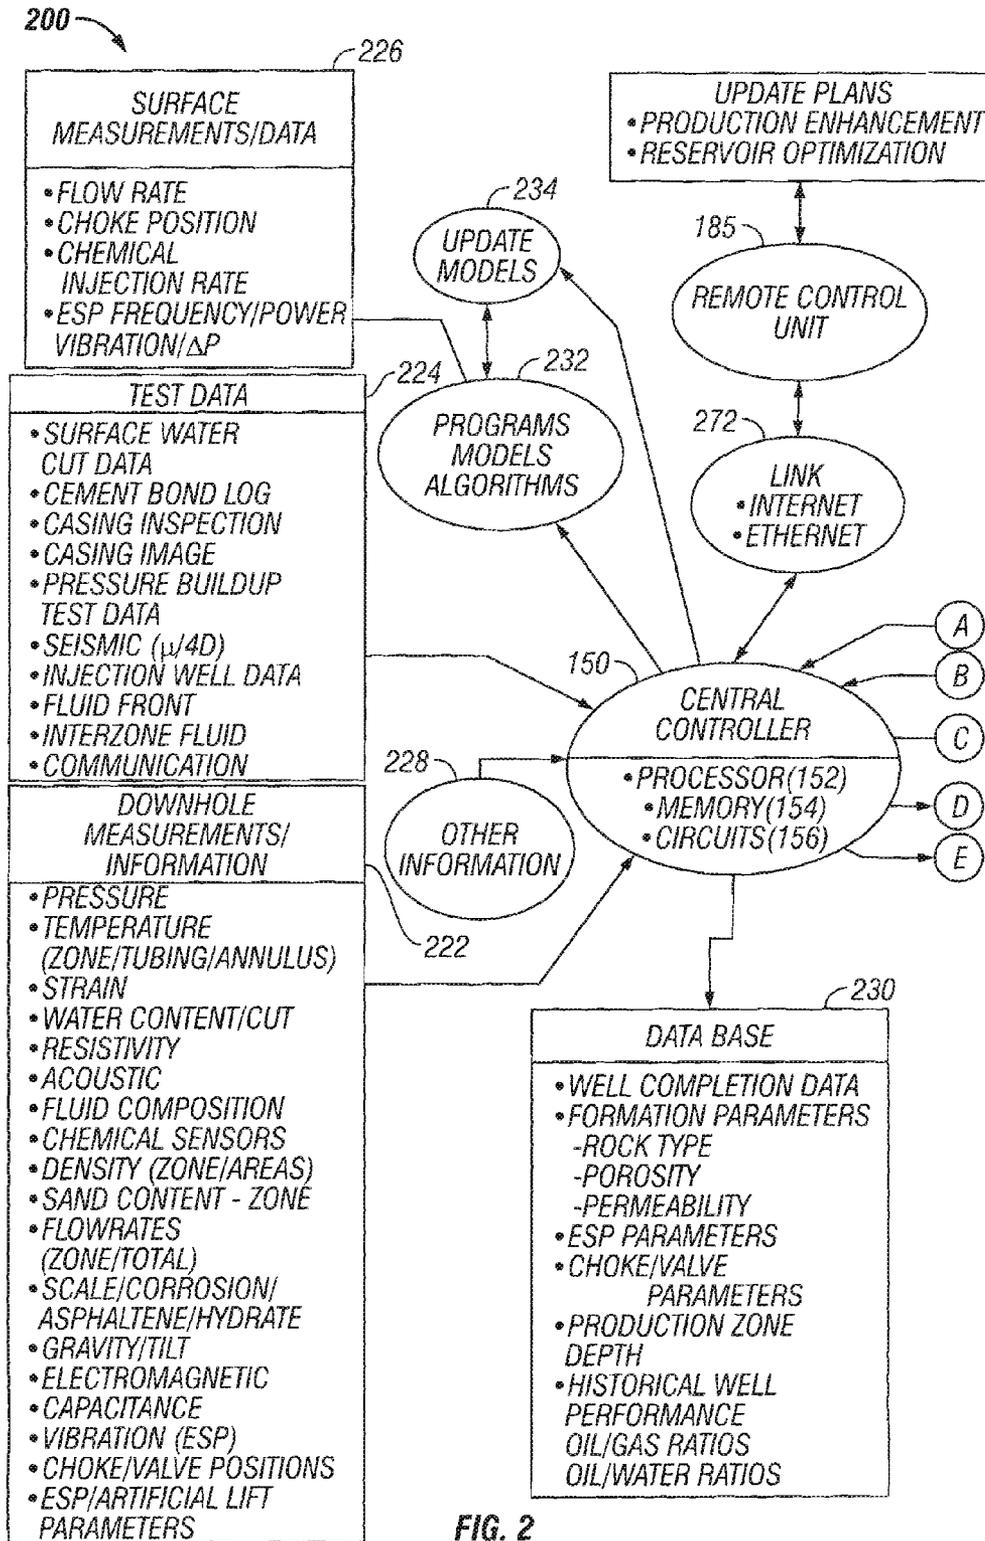 200
226
SURFACE
MEASUREMENTS/DATA
•FLOW RATE
•CHOKE POSITION
•CHEMICAL
INJECTION RATE
•ESP FREQUENCY/POWER
VIBRATION/ΔP
224
TEST DATA
•SURFACE WATER
CUT DATA
•CEMENT BOND LOG
•CASING INSPECTION
•CASING IMAGE
•PRESSURE BUILDUP
TEST DATA
•SEISMIC (μ/4D)
•INJECTION WELL DATA
•FLUID FRONT
•INTERZONE FLUID
•COMMUNICATION
DOWNHOLE
MEASUREMENTS/
INFORMATION
222
•PRESSURE
•TEMPERATURE
(ZONE/TUBING/ANNULUS)
•STRAIN
•WATER CONTENT/CUT
•RESISTIVITY
•ACOUSTIC
•FLUID COMPOSITION
•CHEMICAL SENSORS
•DENSITY (ZONE/AREAS)
•SAND CONTENT - ZONE
•FLOWRATES
(ZONE/TOTAL)
•SCALE/CORROSION/
ASPHALTENE/HYDRATE
•GRAVITY/TILT
•ELECTROMAGNETIC
•CAPACITANCE
•VIBRATION (ESP)
•CHOKE/VALVE POSITIONS
•ESP/ARTIFICIAL LIFT
PARAMETERS
234
UPDATE
MODELS
232
PROGRAMS
MODELS
ALGORITHMS
UPDATE PLANS
•PRODUCTION ENHANCEMENT
•RESERVOIR OPTIMIZATION
185
REMOTE CONTROL
UNIT
272
LINK
•INTERNET
•ETHERNET
150
CENTRAL
CONTROLLER
•PROCESSOR(152)
•MEMORY(154)
•CIRCUITS(156)
A
B
C
D
E
228
OTHER
INFORMATION
230
DATA BASE
•WELL COMPLETION DATA
•FORMATION PARAMETERS
-ROCK TYPE
-POROSITY
-PERMEABILITY
•ESP PARAMETERS
•CHOKE/VALVE
PARAMETERS
•PRODUCTION ZONE
DEPTH
•HISTORICAL WELL
PERFORMANCE
OIL/GAS RATIOS
OIL/WATER RATIOS
FIG. 2